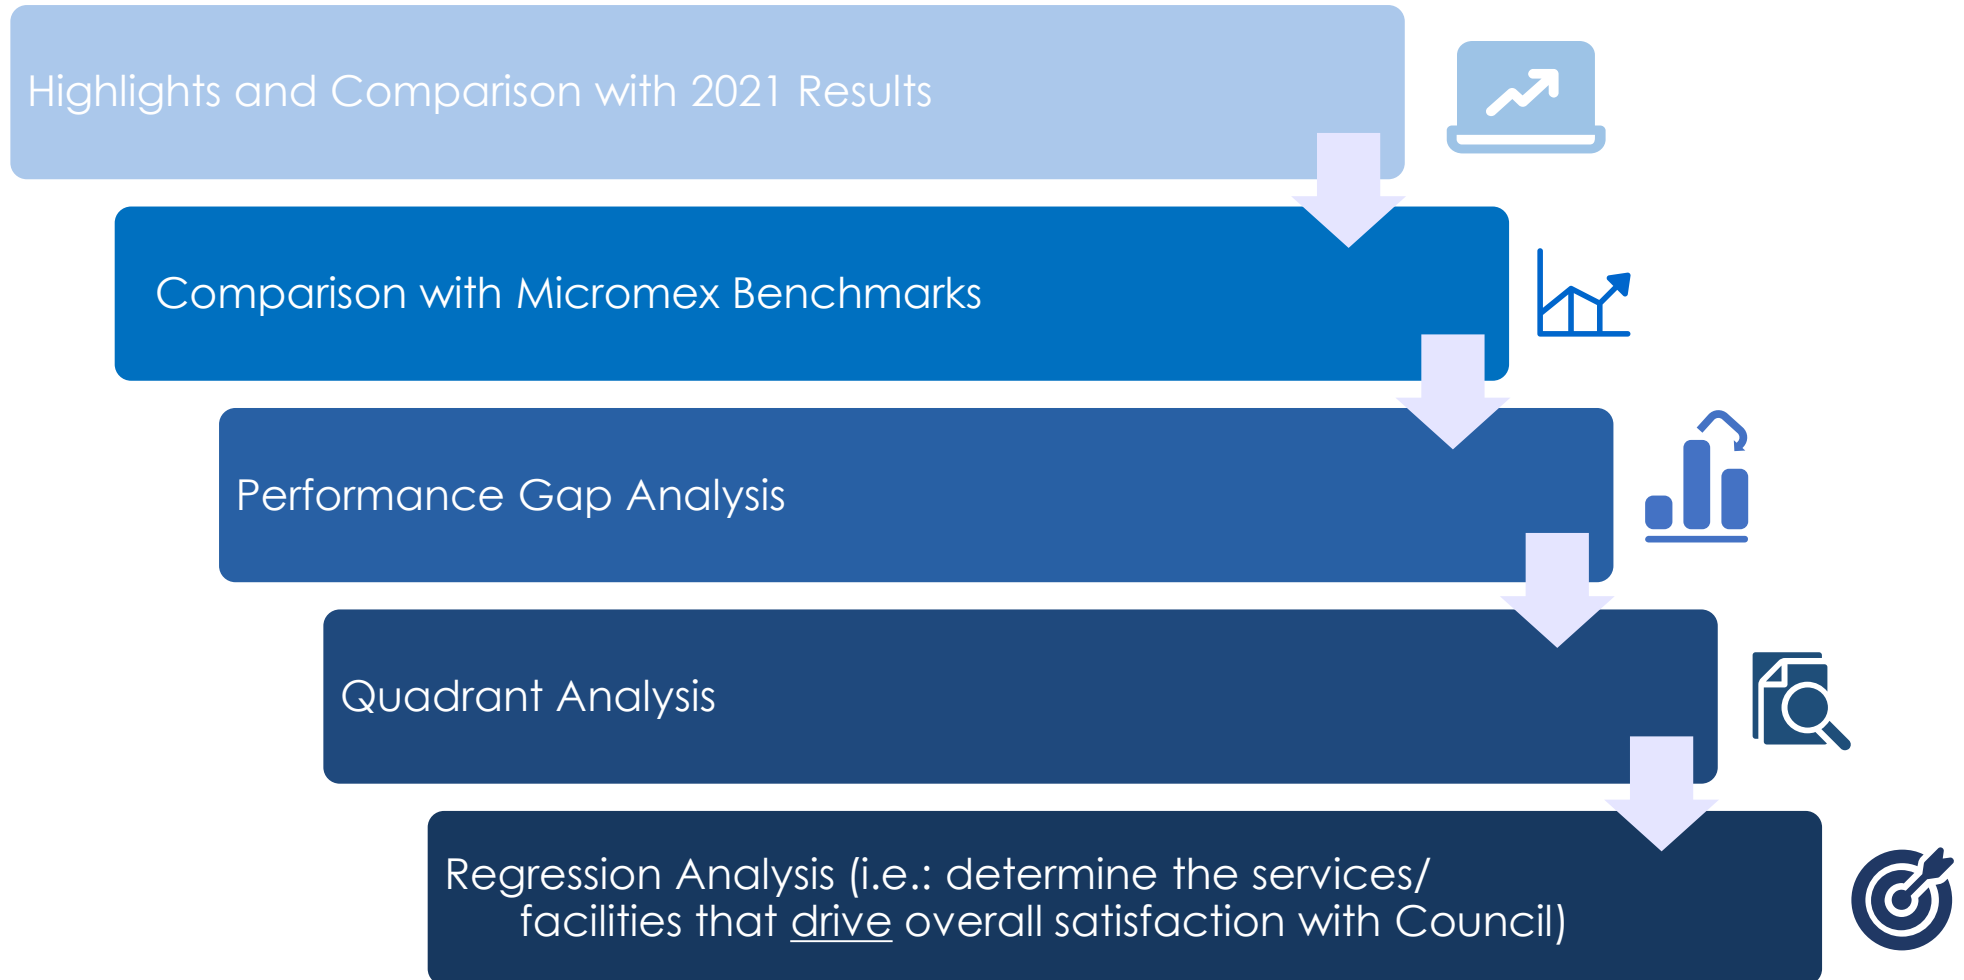 Highlights and Comparison with 2021 Results
Comparison with Micromex Benchmarks
Performance Gap Analysis
Quadrant Analysis
Regression Analysis (i.e.: determine the services/
facilities that drive overall satisfaction with Council)